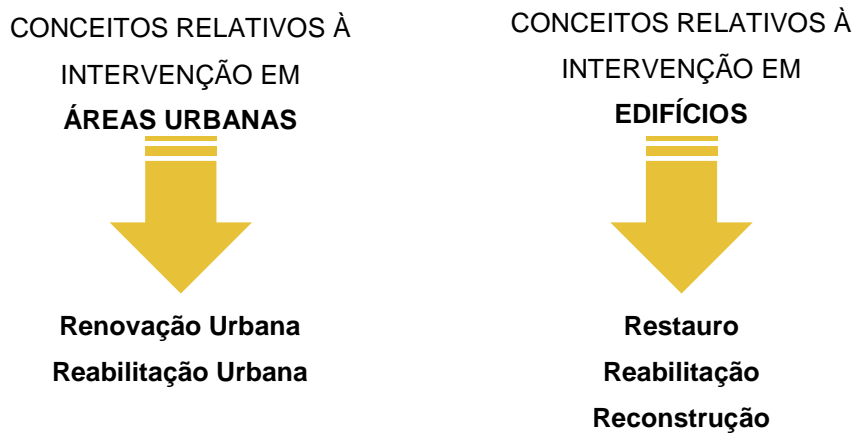 CONCEITOS RELATIVOS À
INTERVENÇÃO EM
ÁREAS URBANAS
Renovação Urbana
Reabilitação Urbana
CONCEITOS RELATIVOS À
INTERVENÇÃO EM
EDIFÍCIOS
Restauro
Reabilitação
Reconstrução